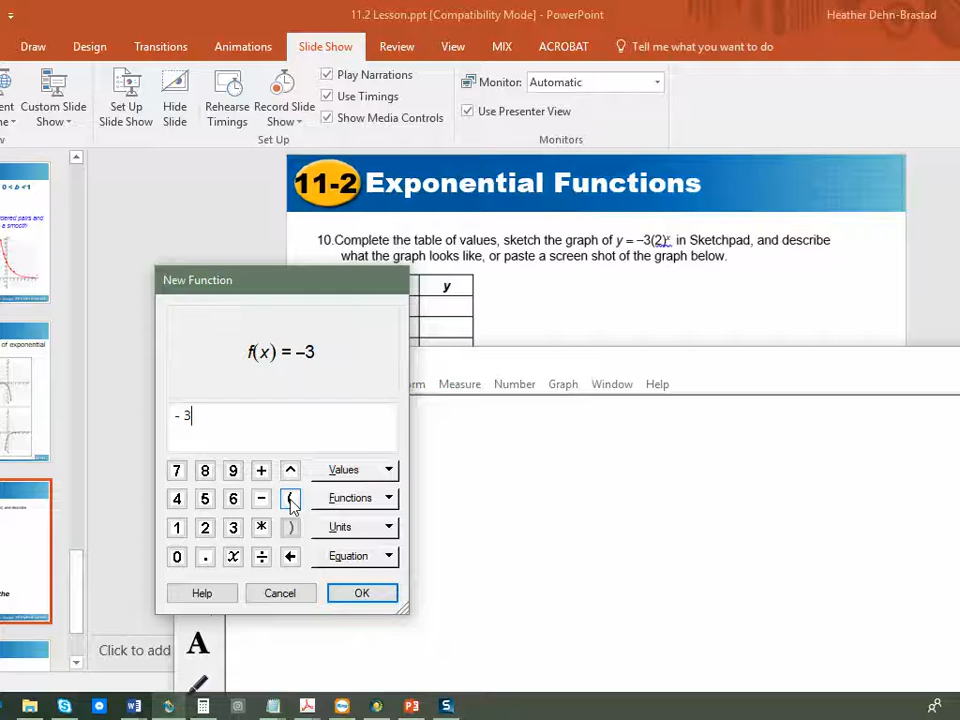 11.2 Lesson.ppt [Compatibility Mode] - PowerPoint
Heather Dehn-Brastad
Draw Design Transitions Animations Slide Show Review View MIX ACROBAT Tell me what you want to do
Custom Slide Show
Set Up Slide Show
Hide Slide
Rehearse Timings
Record Slide Show
Play Narrations
Use Timings
Show Media Controls
Set Up
Monitor: Automatic
Use Presenter View
Monitors
11-2 Exponential Functions
10.Complete the table of values, sketch the graph of y = –3(2)ˣ in Sketchpad, and describe
what the graph looks like, or paste a screen shot of the graph below.
y
New Function
f(x) = –3
- 3
7 8 9 + ^ Values
4 5 6 − ( Functions
1 2 3 * ) Units
0 . x ÷ ← Equation
Help Cancel OK
Measure Number Graph Window Help
0 < b < 1
of exponential
the
Click to add
A